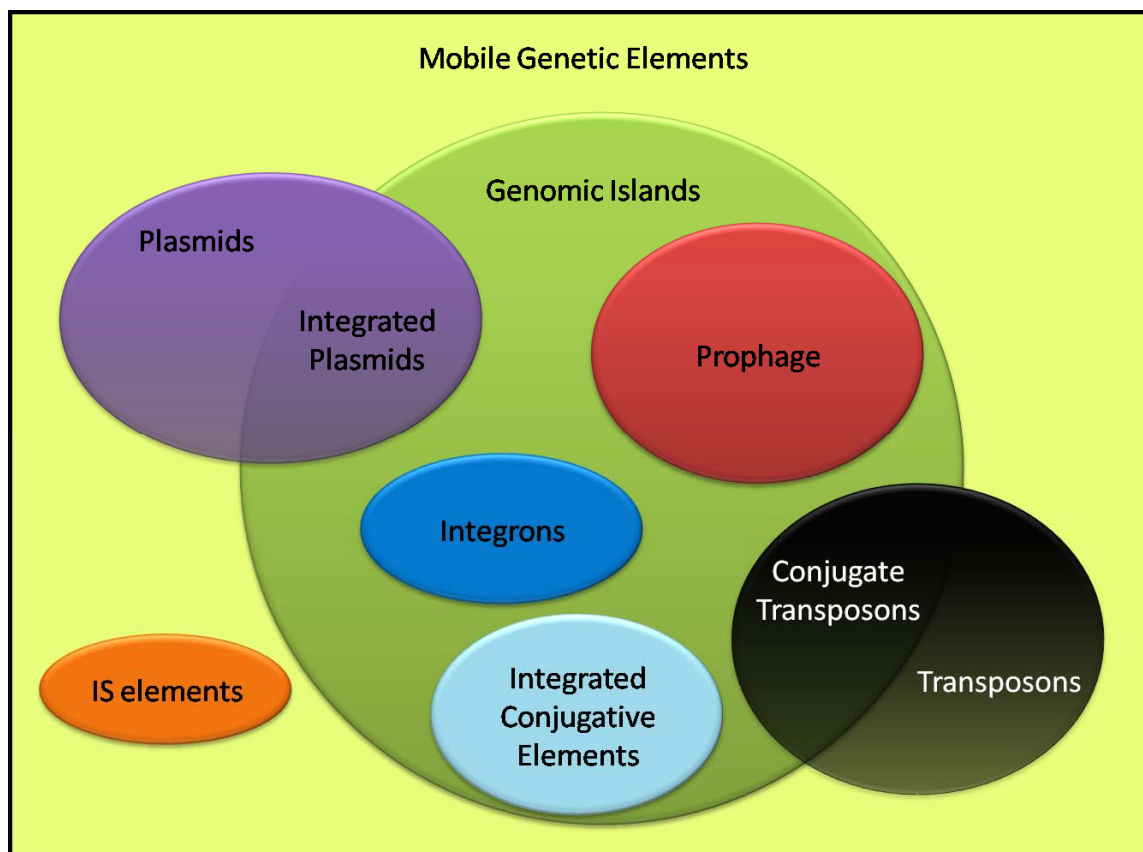 Mobile Genetic Elements
Genomic Islands
Plasmids
Integrated
Plasmids
Prophage
Integrons
Conjugate
Transposons
Transposons
IS elements
Integrated
Conjugative
Elements